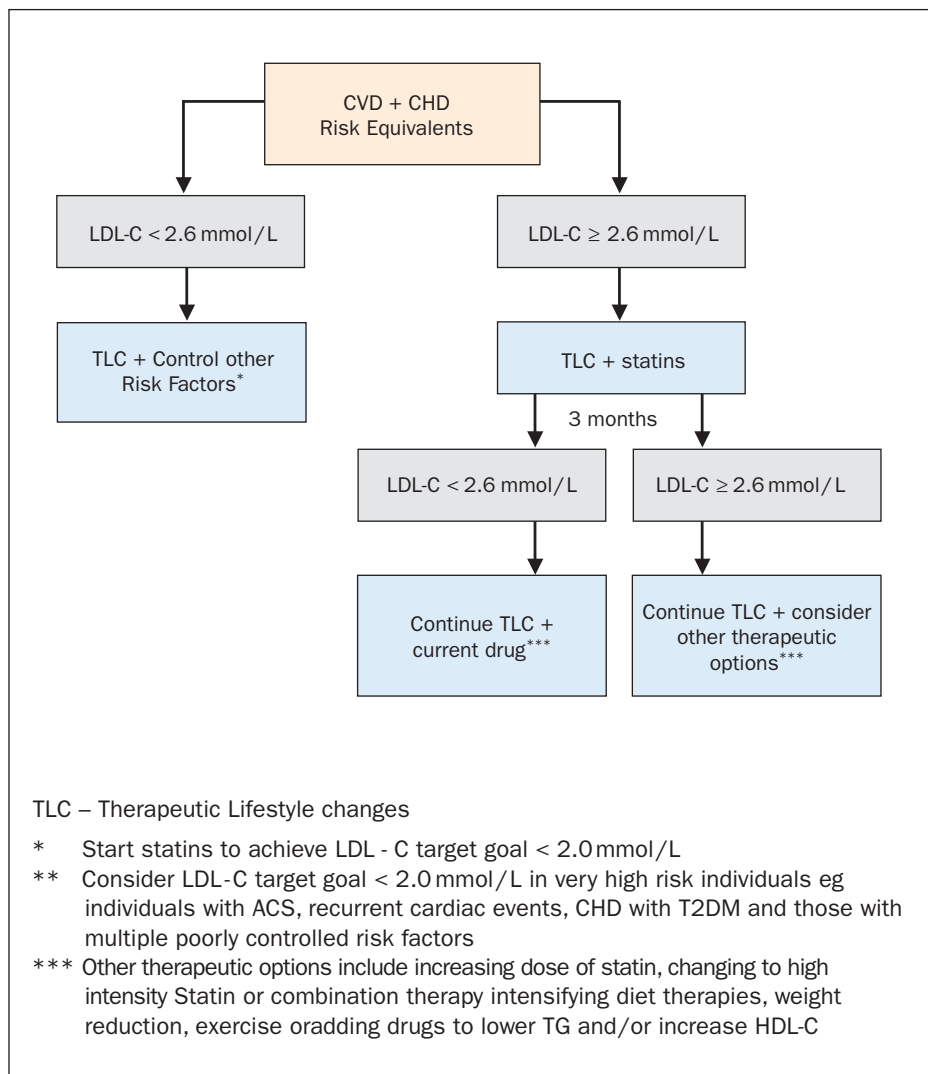 CVD + CHD
Risk Equivalents
LDL-C < 2.6 mmol/L
LDL-C ≥ 2.6 mmol/L
TLC + Control other
Risk Factors*
TLC + statins
3 months
LDL-C < 2.6 mmol/L
LDL-C ≥ 2.6 mmol/L
Continue TLC +
current drug***
Continue TLC + consider
other therapeutic
options***
TLC – Therapeutic Lifestyle changes
* Start statins to achieve LDL - C target goal < 2.0 mmol/L
** Consider LDL-C target goal < 2.0 mmol/L in very high risk individuals eg
individuals with ACS, recurrent cardiac events, CHD with T2DM and those with
multiple poorly controlled risk factors
*** Other therapeutic options include increasing dose of statin, changing to high
intensity Statin or combination therapy intensifying diet therapies, weight
reduction, exercise oradding drugs to lower TG and/or increase HDL-C